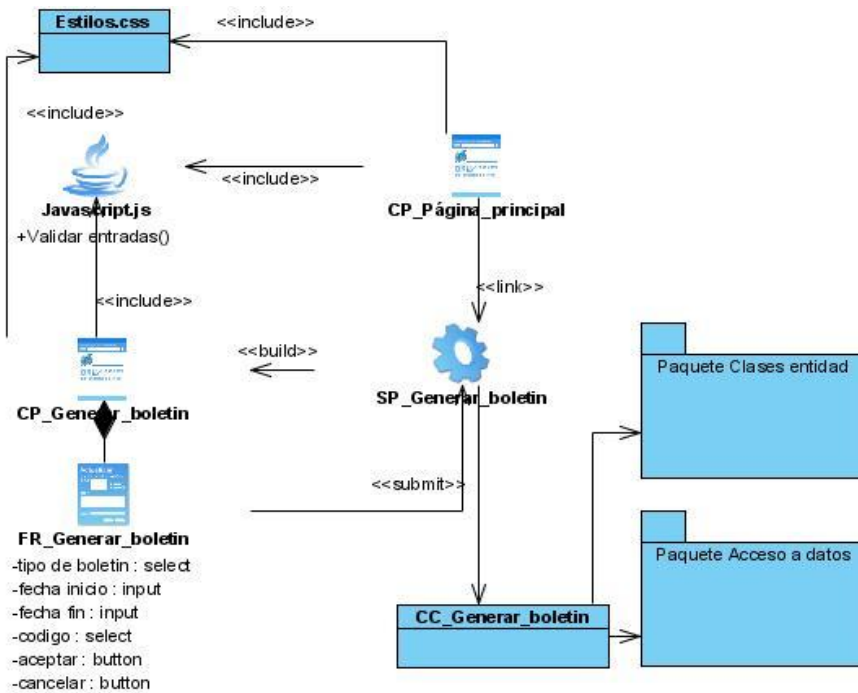 Estilos.css
<<include>>
<<include>>
<<include>>
Javascript.js
+Validar entradas()
CP_Página_principal
<<include>>
<<link>>
<<build>>
CP_Generar_boletin
SP_Generar_boletin
Paquete Clases entidad
<<submit>>
FR_Generar_boletin
-tipo de boletin : select
-fecha inicio : input
-fecha fin : input
-codigo : select
-aceptar : button
-cancelar : button
Paquete Acceso a datos
CC_Generar_boletin